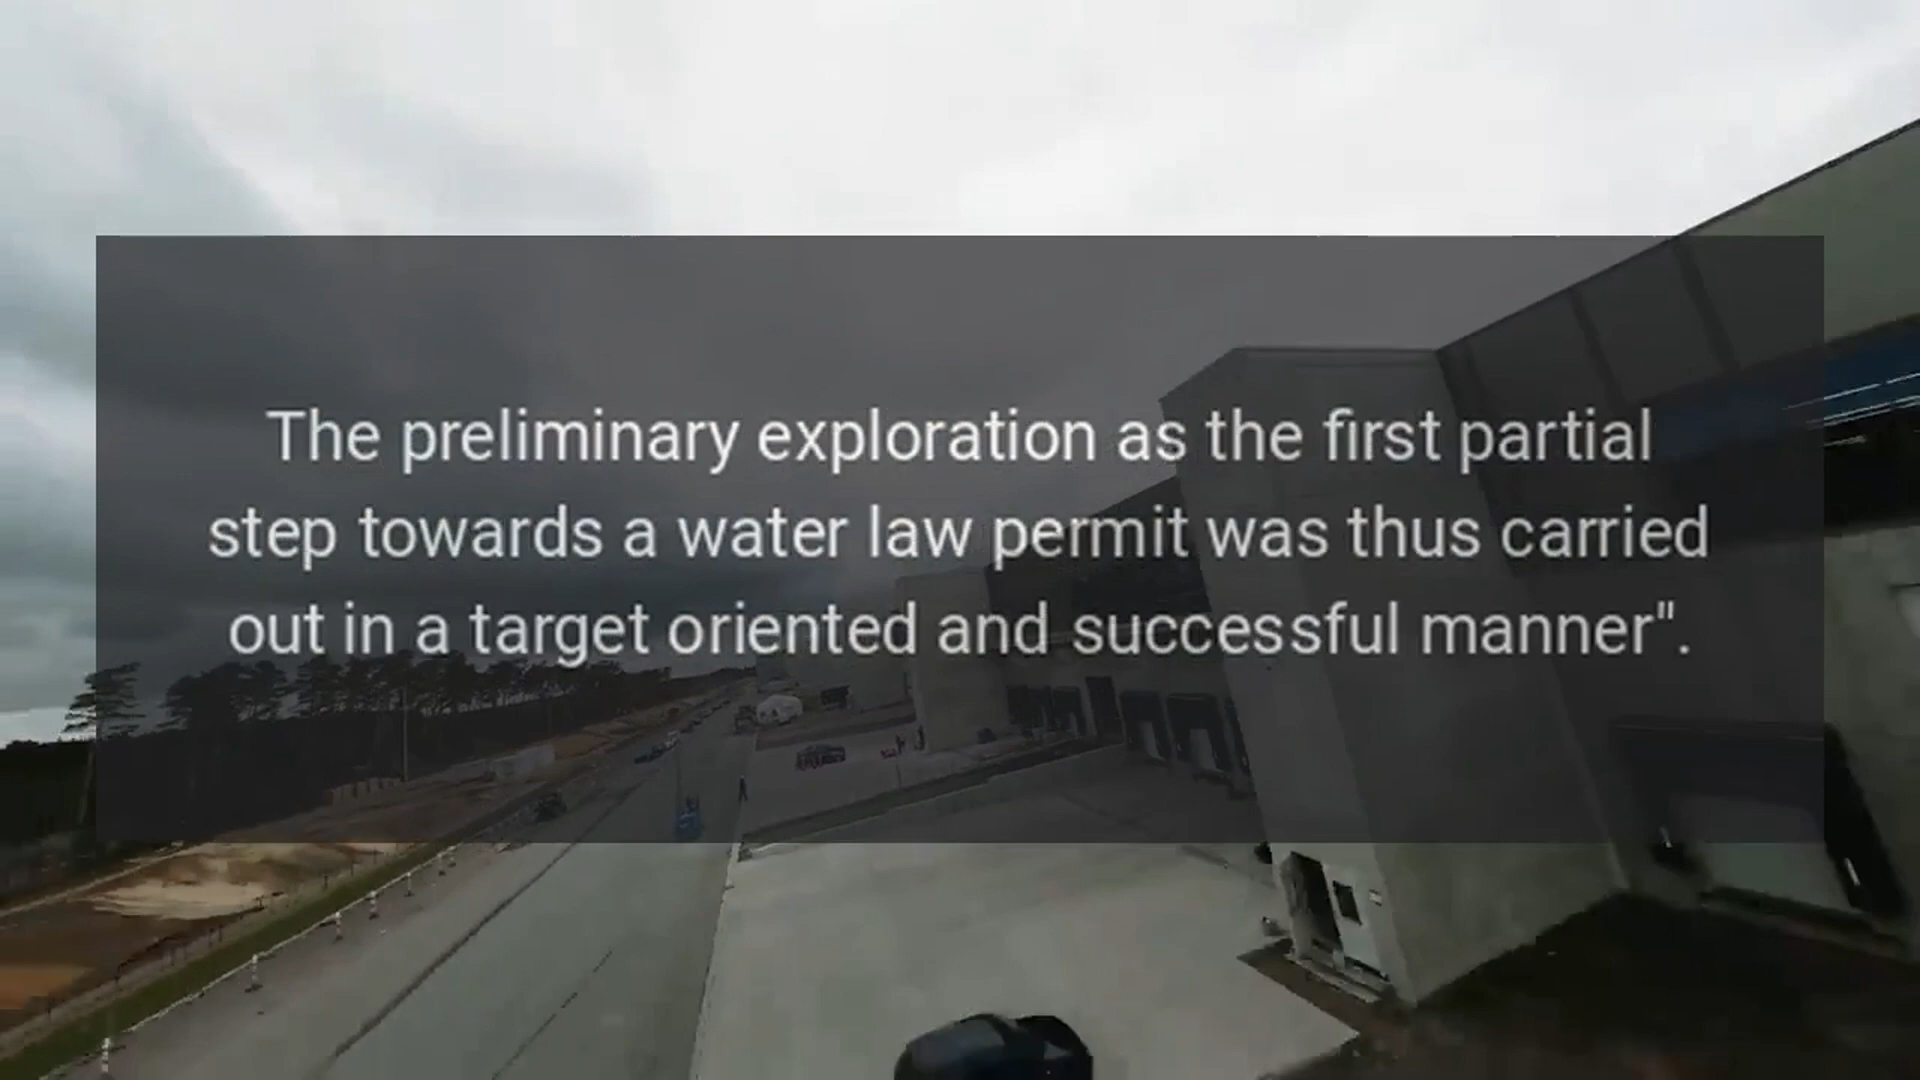 The preliminary exploration as the first partial
step towards a water law permit was thus carried
out in a target oriented and successful manner".